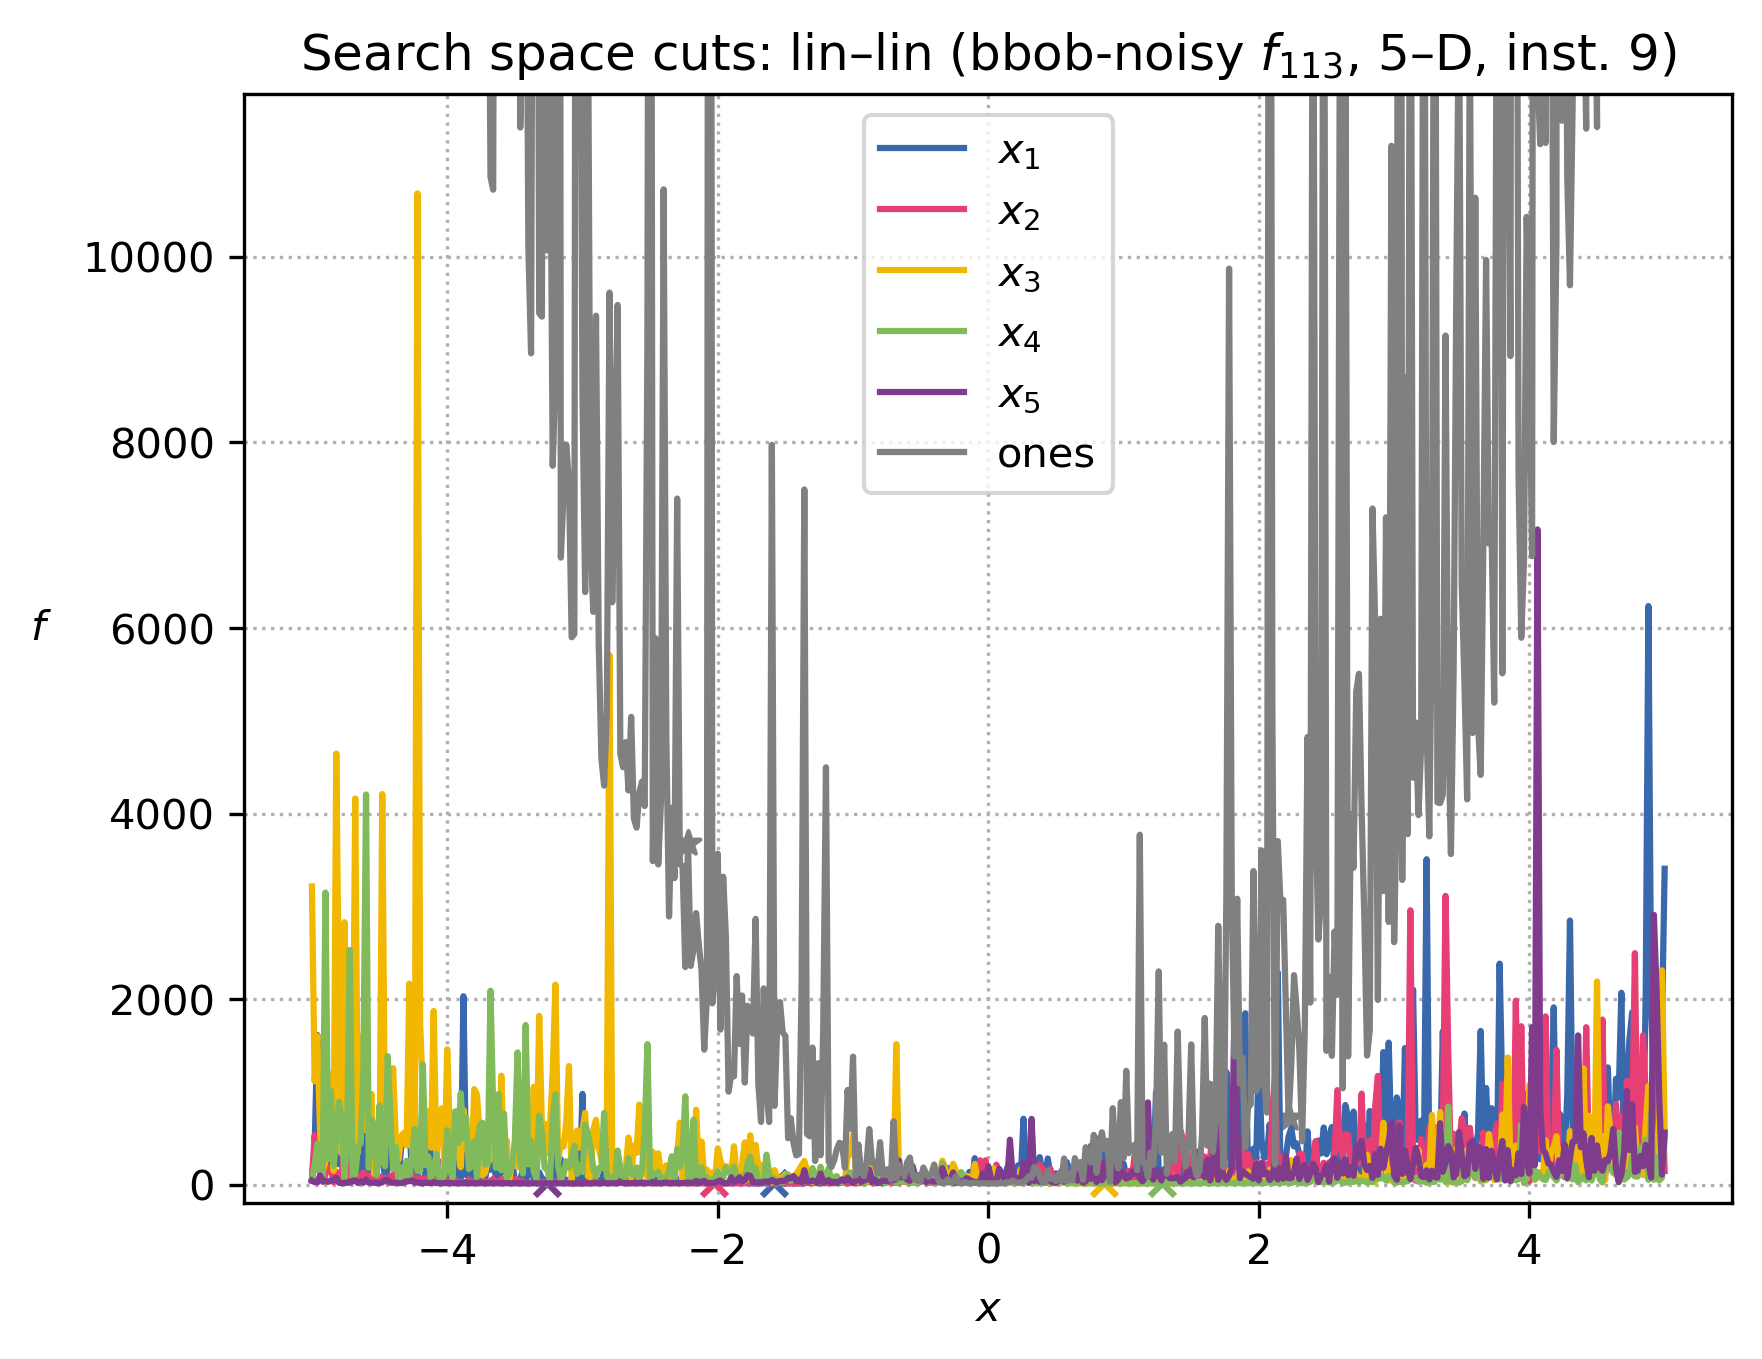 Search space cuts: lin–lin (bbob-noisy f₁₁₃, 5–D, inst. 9)
x₁
x₂
x₃
x₄
x₅
ones
10000
8000
6000
4000
2000
0
f
−4
−2
0
2
4
x